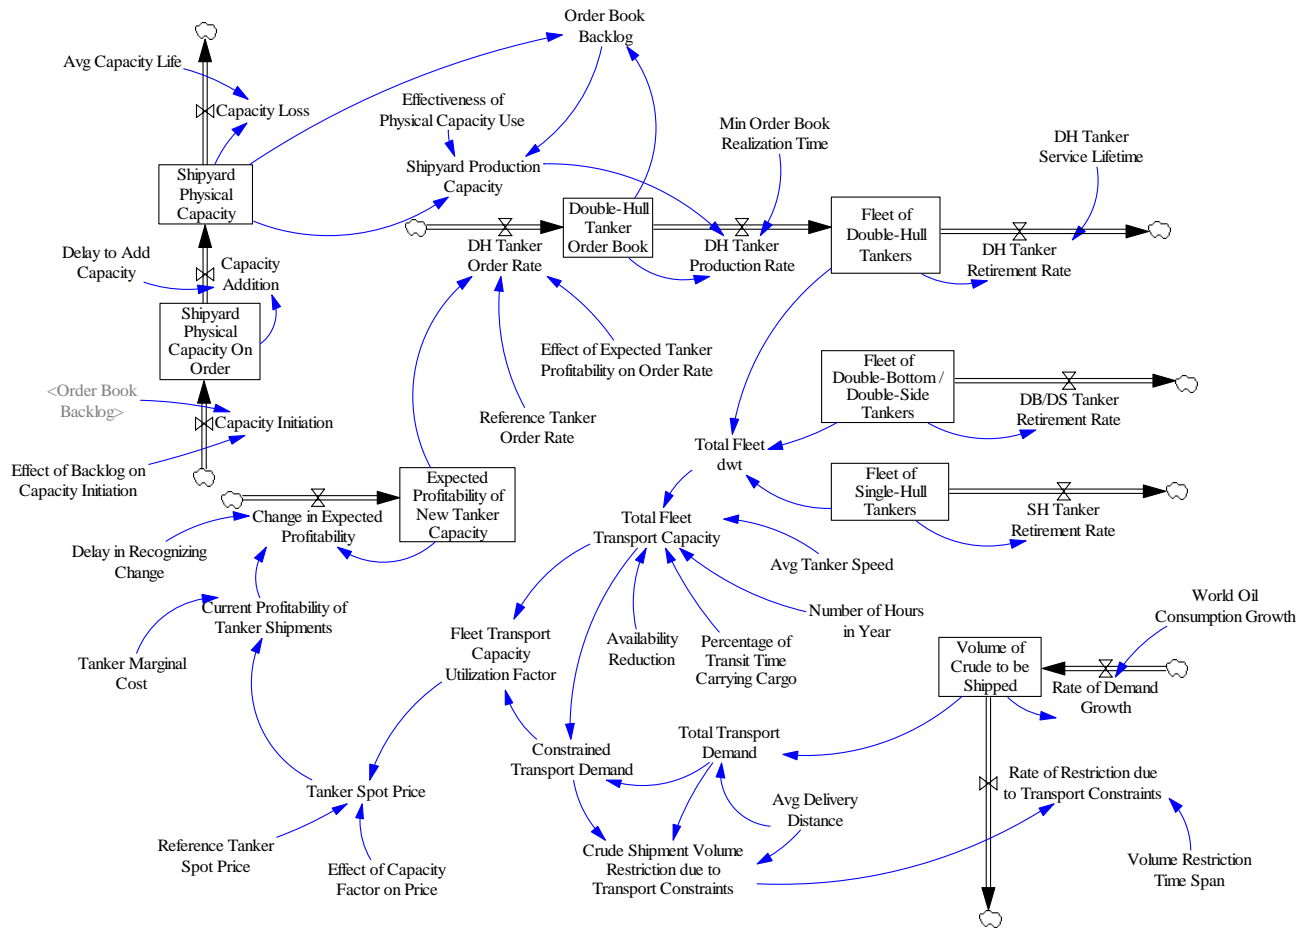 Order Book
Backlog
Avg Capacity Life
Effectiveness of
Physical Capacity Use
Capacity Loss
Min Order Book
Realization Time
DH Tanker
Service Lifetime
Shipyard
Physical
Capacity
Shipyard Production
Capacity
Double-Hull
Tanker
Order Book
Fleet of
Double-Hull
Tankers
DH Tanker
Order Rate
DH Tanker
Production Rate
DH Tanker
Retirement Rate
Delay to Add
Capacity
Capacity
Addition
Shipyard
Physical
Capacity On
Order
Effect of Expected Tanker
Profitability on Order Rate
Fleet of
Double-Bottom /
Double-Side
Tankers
DB/DS Tanker
Retirement Rate
<Order Book
Backlog>
Capacity Initiation
Reference Tanker
Order Rate
Total Fleet
dwt
Effect of Backlog on
Capacity Initiation
Expected
Profitability of
New Tanker
Capacity
Fleet of
Single-Hull
Tankers
SH Tanker
Retirement Rate
Change in Expected
Profitability
Total Fleet
Transport Capacity
Delay in Recognizing
Change
Avg Tanker Speed
Current Profitability of
Tanker Shipments
Number of Hours
in Year
World Oil
Consumption Growth
Tanker Marginal
Cost
Fleet Transport
Capacity
Utilization Factor
Availability
Reduction
Percentage of
Transit Time
Carrying Cargo
Volume of
Crude to be
Shipped
Rate of Demand
Growth
Constrained
Transport Demand
Total Transport
Demand
Tanker Spot Price
Rate of Restriction due
to Transport Constraints
Avg Delivery
Distance
Reference Tanker
Spot Price
Effect of Capacity
Factor on Price
Crude Shipment Volume
Restriction due to
Transport Constraints
Volume Restriction
Time Span